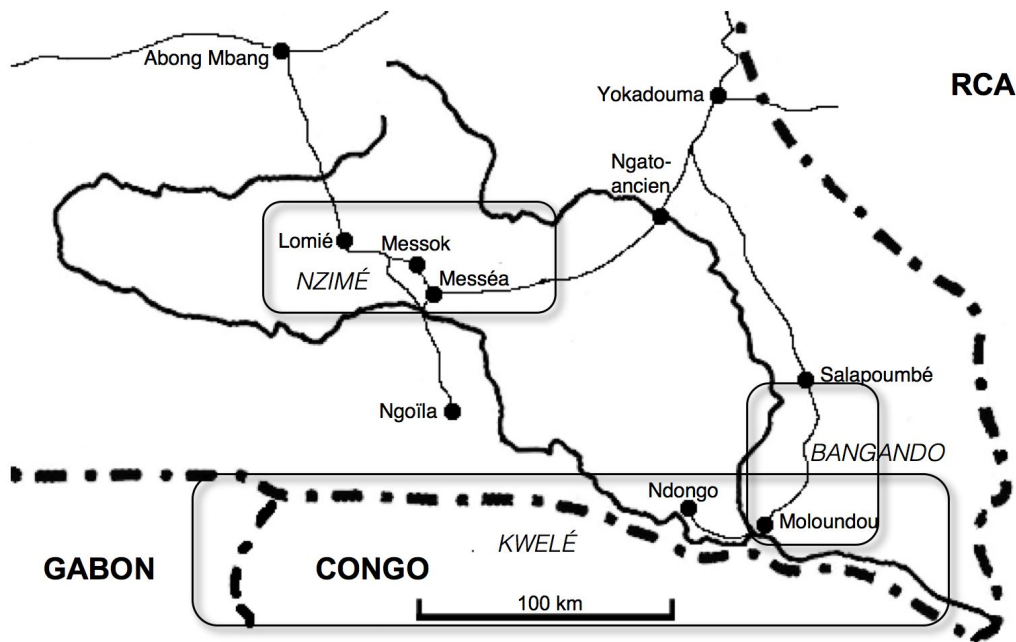 Abong Mbang
RCA
Yokadouma
Ngato-
ancien
Lomié
Messok
NZIMÉ
Messéa
Salapoumbé
Ngoïla
BANGANDO
Ndongo
Moloundou
KWELÉ
GABON
CONGO
100 km